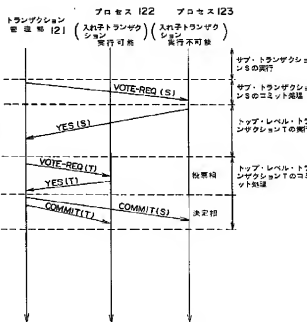 トランザクション
管理部 121
プロセス 122
(入れ子トランザク
ション
実行可能)
プロセス 123
(入れ子トランザク
ション
実行不可能)
サブ・トランザクション
ンSの実行
VOTE-REQ(S)
サブ・トランザクション
ンSのコミット処理
YES(S)
トップ・レベル・トラ
ンザクションTの実行
VOTE-REQ(T)
投票相
トップ・レベル・トラ
ンザクションTのコミ
ット処理
YES(T)
COMMIT(S)
COMMIT(T)
決定相